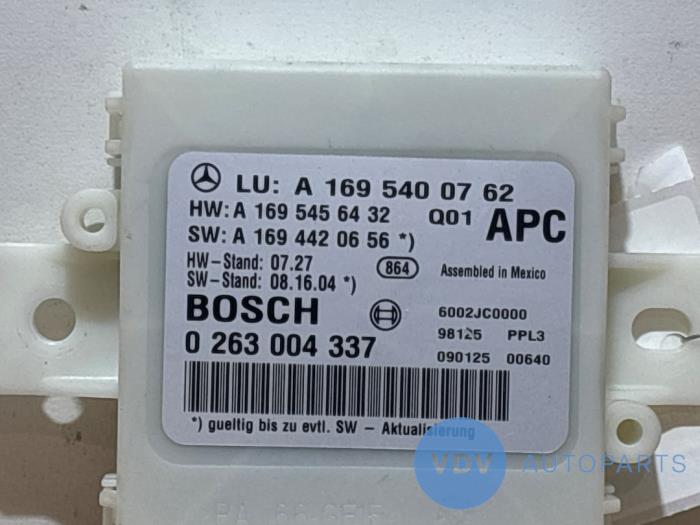 LU: A 169 540 07 62
HW: A 169 545 64 32 Q01 APC
SW: A 169 442 06 56 *)
HW-Stand: 07.27 864 Assembled in Mexico
SW-Stand: 08.16.04 *)
BOSCH 6002JC0000
98125 PPL3
0 263 004 337 090125 00640
*) gueltig bis zu evtl. SW - Aktualisierung
VDV AUTOPARTS